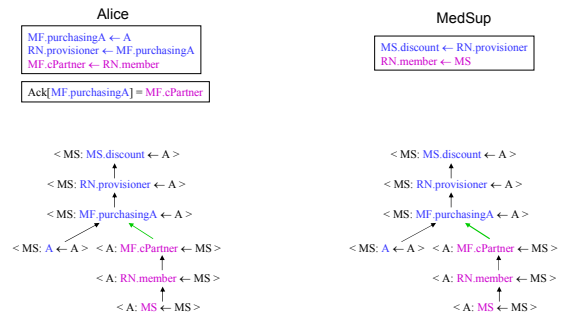 Alice
MF.purchasingA ← A
RN.provisioner ← MF.purchasingA
MF.cPartner ← RN.member
Ack[MF.purchasingA] = MF.cPartner
< MS: MS.discount ← A >
< MS: RN.provisioner ← A >
< MS: MF.purchasingA ← A >
< MS: A ← A > < A: MF.cPartner ← MS >
< A: RN.member ← MS >
< A: MS ← MS >
MedSup
MS.discount ← RN.provisioner
RN.member ← MS
< MS: MS.discount ← A >
< MS: RN.provisioner ← A >
< MS: MF.purchasingA ← A >
< MS: A ← A > < A: MF.cPartner ← MS >
< A: RN.member ← MS >
< A: MS ← MS >